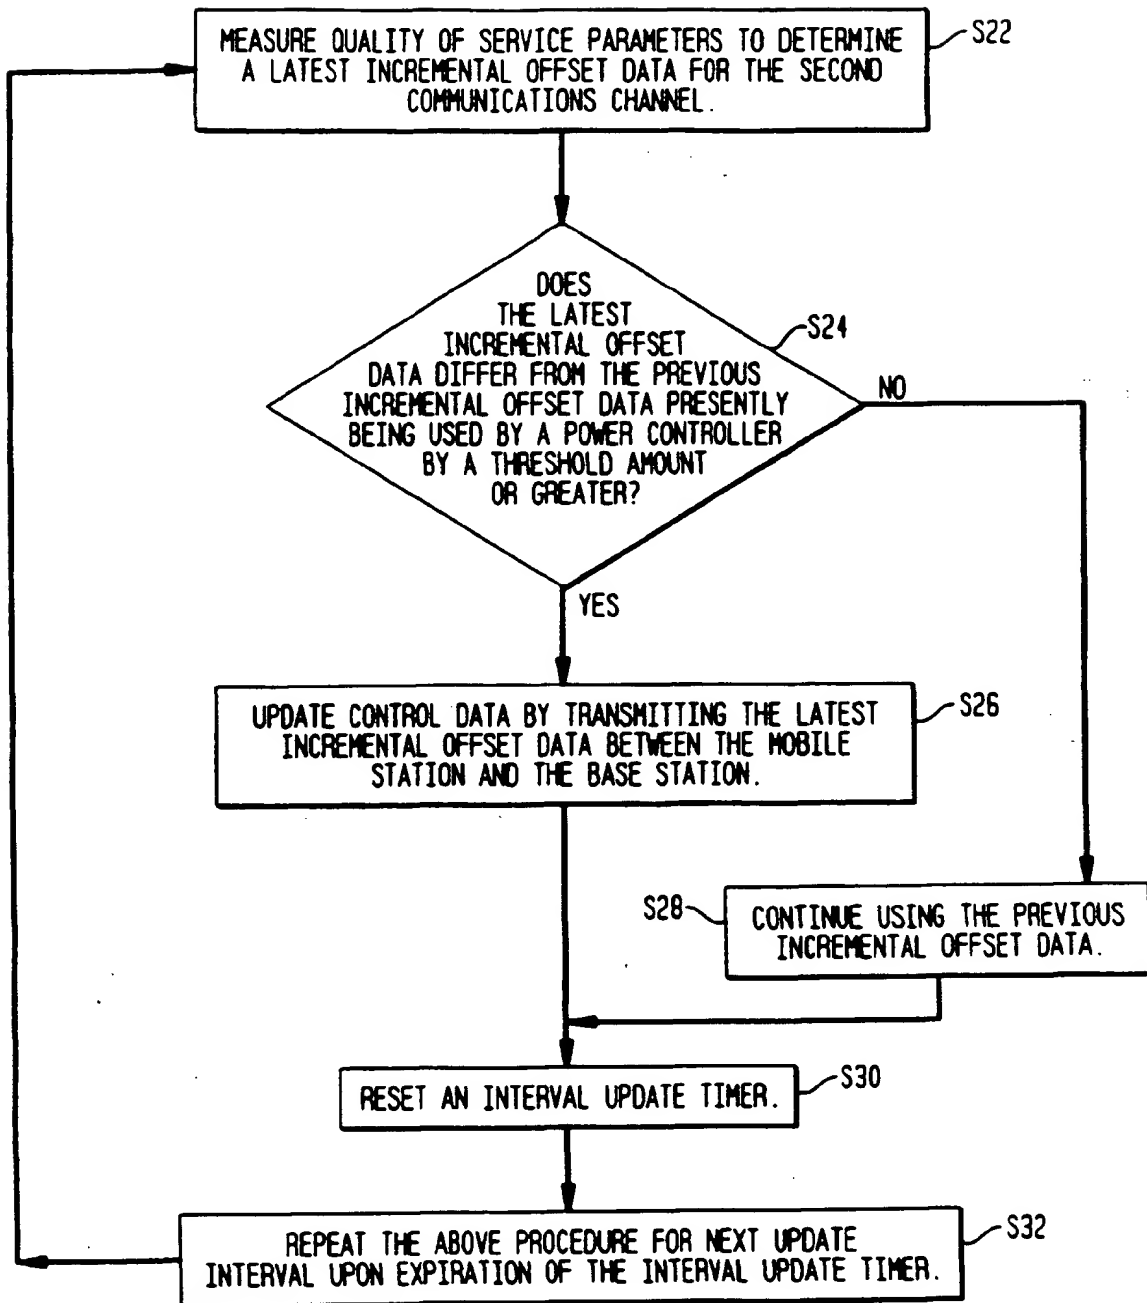 MEASURE QUALITY OF SERVICE PARAMETERS TO DETERMINE
A LATEST INCREMENTAL OFFSET DATA FOR THE SECOND
COMMUNICATIONS CHANNEL.
S22
DOES
THE LATEST
INCREMENTAL OFFSET
DATA DIFFER FROM THE PREVIOUS
INCREMENTAL OFFSET DATA PRESENTLY
BEING USED BY A POWER CONTROLLER
BY A THRESHOLD AMOUNT
OR GREATER?
S24
NO
YES
UPDATE CONTROL DATA BY TRANSMITTING THE LATEST
INCREMENTAL OFFSET DATA BETWEEN THE MOBILE
STATION AND THE BASE STATION.
S26
S28
CONTINUE USING THE PREVIOUS
INCREMENTAL OFFSET DATA.
RESET AN INTERVAL UPDATE TIMER.
S30
REPEAT THE ABOVE PROCEDURE FOR NEXT UPDATE
INTERVAL UPON EXPIRATION OF THE INTERVAL UPDATE TIMER.
S32